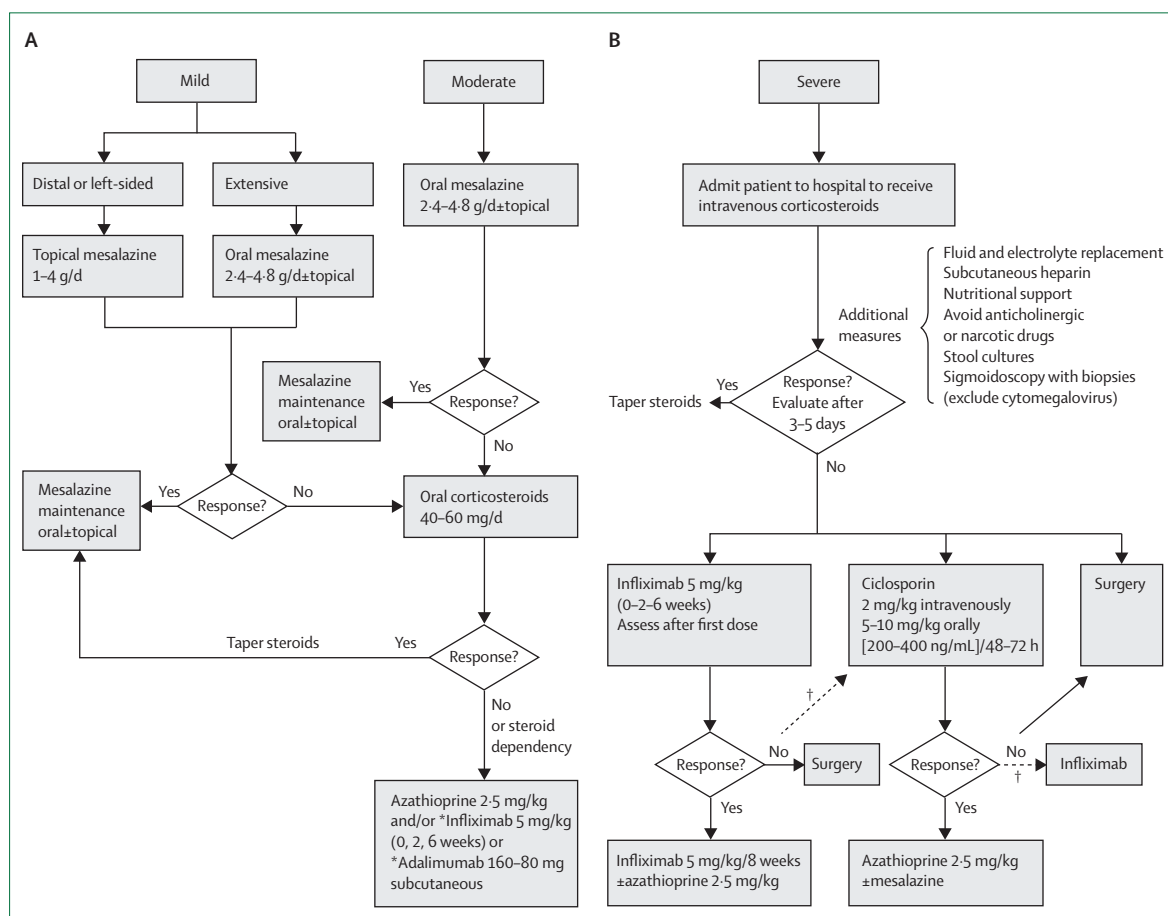 A
Mild
Moderate
Distal or left-sided
Extensive
Oral mesalazine
2·4–4·8 g/d±topical
Topical mesalazine
1–4 g/d
Oral mesalazine
2·4–4·8 g/d±topical
Mesalazine
maintenance
oral±topical
Yes
Response?
No
Mesalazine
maintenance
oral±topical
Yes
Response?
No
Oral corticosteroids
40–60 mg/d
Taper steroids
Yes
Response?
No
or steroid
dependency
Azathioprine 2·5 mg/kg
and/or *Infliximab 5 mg/kg
(0, 2, 6 weeks) or
*Adalimumab 160–80 mg
subcutaneous
B
Severe
Admit patient to hospital to receive
intravenous corticosteroids
Additional
measures
Fluid and electrolyte replacement
Subcutaneous heparin
Nutritional support
Avoid anticholinergic
or narcotic drugs
Stool cultures
Sigmoidoscopy with biopsies
(exclude cytomegalovirus)
Taper steroids
Yes
Response?
Evaluate after
3–5 days
No
Infliximab 5 mg/kg
(0–2–6 weeks)
Assess after first dose
Ciclosporin
2 mg/kg intravenously
5–10 mg/kg orally
[200–400 ng/mL]/48–72 h
Surgery
†
Response?
No
Surgery
Response?
No
†
Infliximab
Yes
Yes
Infliximab 5 mg/kg/8 weeks
±azathioprine 2·5 mg/kg
Azathioprine 2·5 mg/kg
±mesalazine